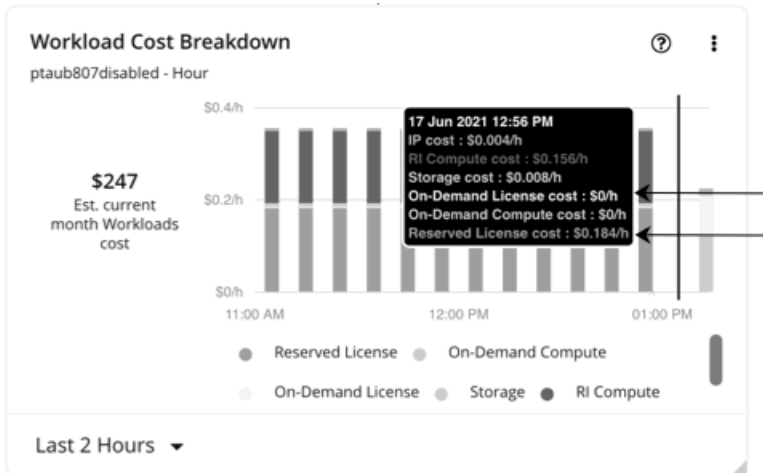 Workload Cost Breakdown
ptaub807disabled - Hour
$0.4/h
17 Jun 2021 12:56 PM
IP cost : $0.004/h
RI Compute cost : $0.156/h
Storage cost : $0.008/h
On-Demand License cost : $0/h
On-Demand Compute cost : $0/h
Reserved License cost : $0.184/h
$247
Est. current
month Workloads
cost
$0.2/h
$0/h
11:00 AM 12:00 PM 01:00 PM
Reserved License On-Demand Compute
On-Demand License Storage RI Compute
Last 2 Hours